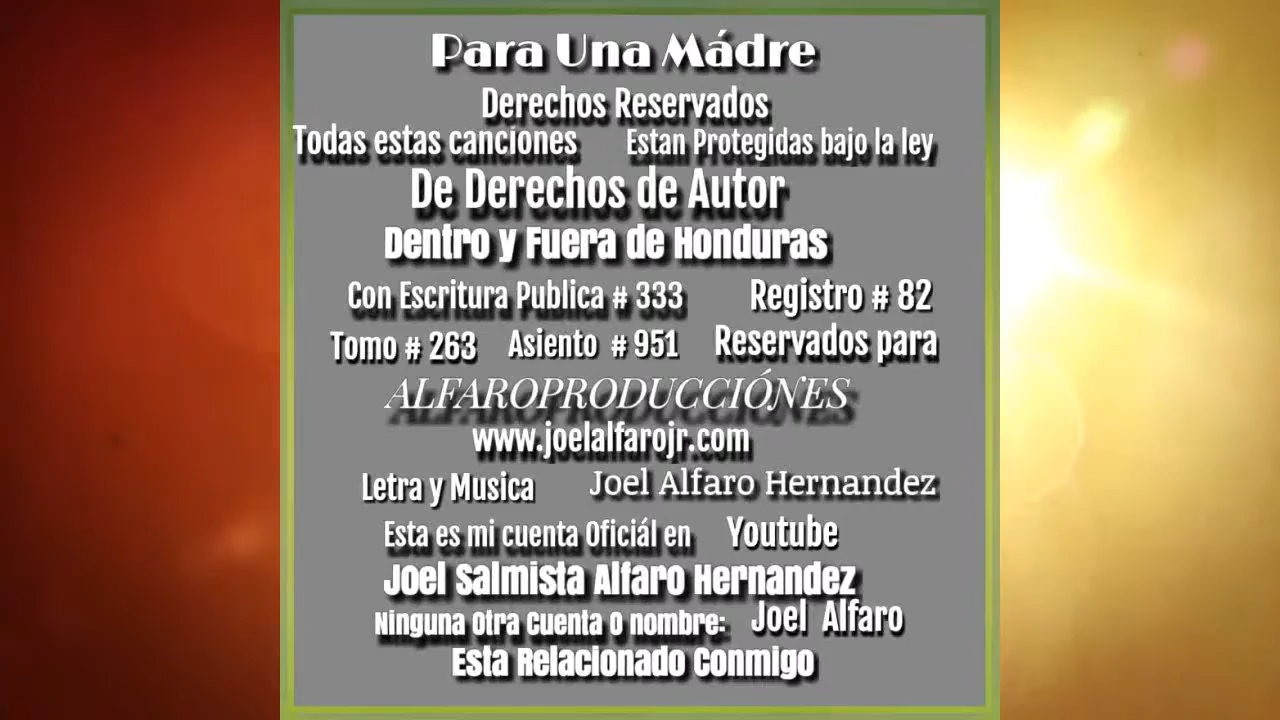 Para Una Mádre
Derechos Reservados
Todas estas canciones Estan Protegidas bajo la ley
De Derechos de Autor
Dentro y Fuera de Honduras
Con Escritura Publica # 333 Registro # 82
Tomo # 263 Asiento # 951 Reservados para
ALFAROPRODUCCIÓNES
www.joelalfarojr.com
Letra y Musica Joel Alfaro Hernandez
Esta es mi cuenta Oficiál en Youtube
Joel Salmista Alfaro Hernandez
Ninguna Otra Cuenta O nombre: Joel Alfaro
Esta Relacionado Conmigo